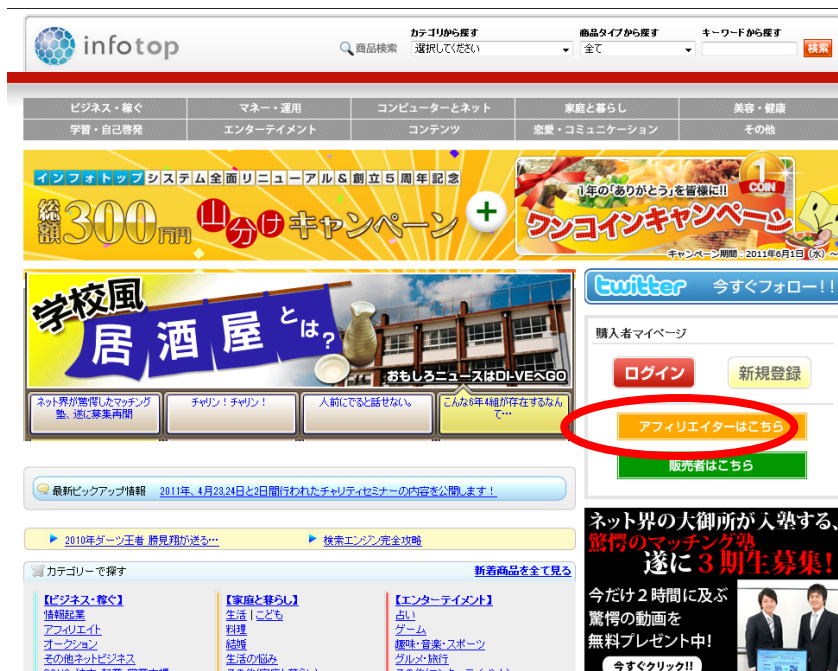 infotop
商品検索
カテゴリから探す
選択してください
商品タイプから探す
全て
キーワードから探す
検索
ビジネス・稼ぐ マネー・運用 コンピューターとネット 家庭と暮らし 美容・健康
学習・自己啓発 エンターテイメント コンテンツ 恋愛・コミュニケーション その他
インフォトップシステム全面リニューアル&創立5周年記念
総額300万円 山分けキャンペーン
+
1年の「ありがとう」を皆様に!!
1 COIN
ワンコインキャンペーン
キャンペーン期間:2011年6月1日(水)~
学校風
居酒屋とは?
おもしろニュースはDI-VEへGO
ネット界が驚愕したマッチング塾、遂に募集再開
チャリン!チャリン!
人前にでると話せない。
こんな6年4組が存在するなんて…
twitter 今すぐフォロー!!
購入者マイページ
ログイン 新規登録
アフィリエイターはこちら
販売者はこちら
最新ピックアップ情報 2011年、4月23.24日と2日間行われたチャリティセミナーの内容を公開します!
2010年ダーツ王者 勝見翔が送る… 検索エンジン完全攻略
カテゴリーで探す 新着商品を全て見る
【ビジネス・稼ぐ】
情報起業
アフィリエイト
オークション
その他ネットビジネス
【家庭と暮らし】
生活 | こども
料理
結婚
生活の悩み
【エンターテイメント】
占い
ゲーム
趣味・音楽・スポーツ
グルメ・旅行
ネット界の大御所が入塾する、
驚愕のマッチング塾
遂に3期生募集!
今だけ2時間に及ぶ
驚愕の動画を
無料プレゼント中!
今すぐクリック!!